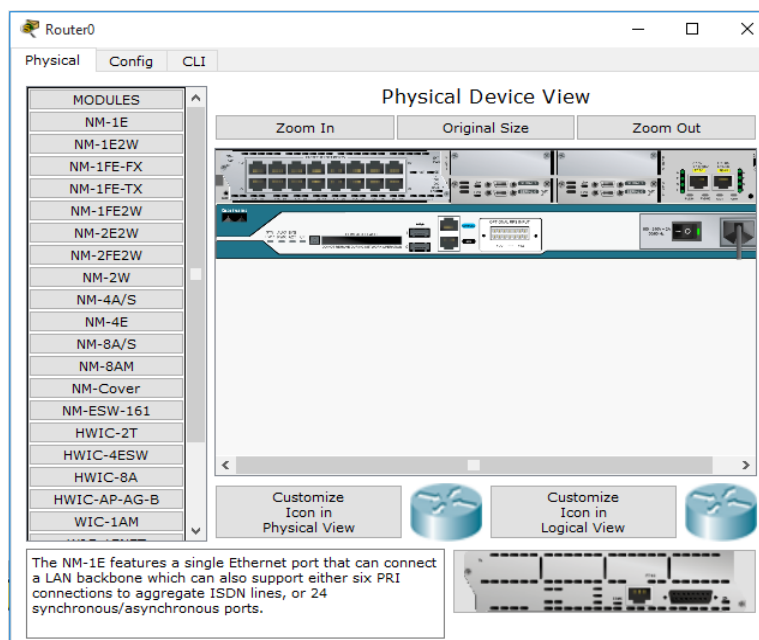 Router0
Physical Config CLI
MODULES
NM-1E
NM-1E2W
NM-1FE-FX
NM-1FE-TX
NM-1FE2W
NM-2E2W
NM-2FE2W
NM-2W
NM-4A/S
NM-4E
NM-8A/S
NM-8AM
NM-Cover
NM-ESW-161
HWIC-2T
HWIC-4ESW
HWIC-8A
HWIC-AP-AG-B
WIC-1AM
Physical Device View
Zoom In Original Size Zoom Out
OPTIONAL RPS INPUT
Customize
Icon in
Physical View
Customize
Icon in
Logical View
The NM-1E features a single Ethernet port that can connect
a LAN backbone which can also support either six PRI
connections to aggregate ISDN lines, or 24
synchronous/asynchronous ports.